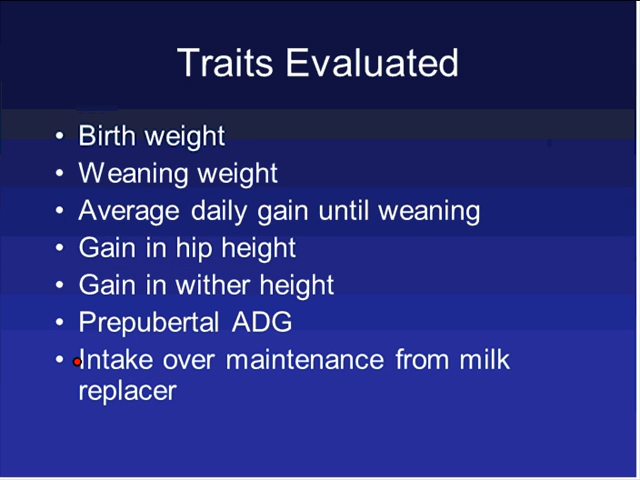 Traits Evaluated
• Birth weight
• Weaning weight
• Average daily gain until weaning
• Gain in hip height
• Gain in wither height
• Prepubertal ADG
• Intake over maintenance from milk
replacer